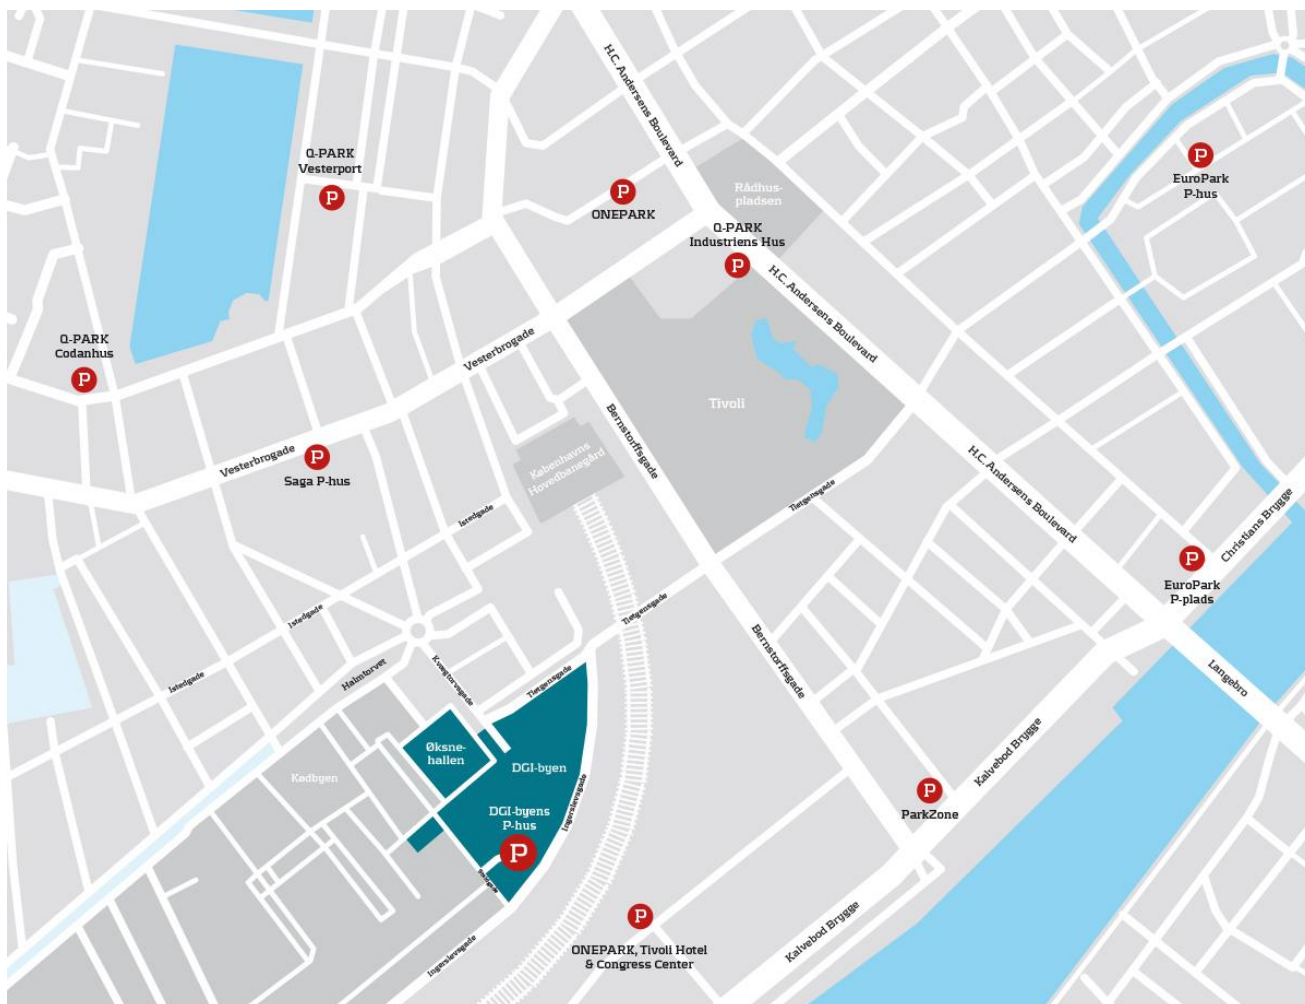 H.C. Andersens Boulevard
Q-PARK
Vesterport
P
P
ONEPARK
Rådhus-
pladsen
P
EuroPark
P-hus
Q-PARK
Industriens Hus
P
H.C. Andersens Boulevard
Q-PARK
Codanhus
P
Vesterbrogade
Tivoli
Bernstorffsgade
Vesterbrogade
P
Saga P-hus
Københavns
Hovedbanegård
Istedgade
Tietgensgade
H.C. Andersens Boulevard
Christians Brygge
P
EuroPark
P-plads
Istedgade
Tietgensgade
Istedgade
Halmtorvet
Kvægtorvsgade
Tietgensgade
Bernstorffsgade
Langebro
Øksne-
hallen
DGI-byen
Kødbyen
Ingerslevsgade
Kalvebod Brygge
P
ParkZone
DGI-byens
P-hus
P
P
ONEPARK, Tivoli Hotel
& Congress Center
Ingerslevsgade
Kalvebod Brygge